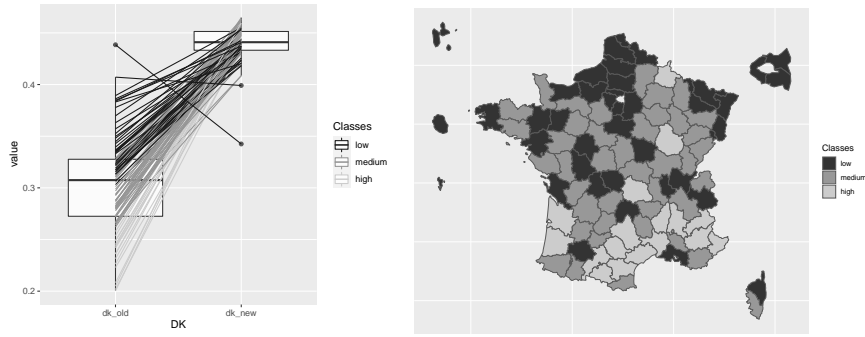 value
0.4
0.3
0.2
dk_old
dk_new
DK
Classes
low
medium
high
Classes
low
medium
high